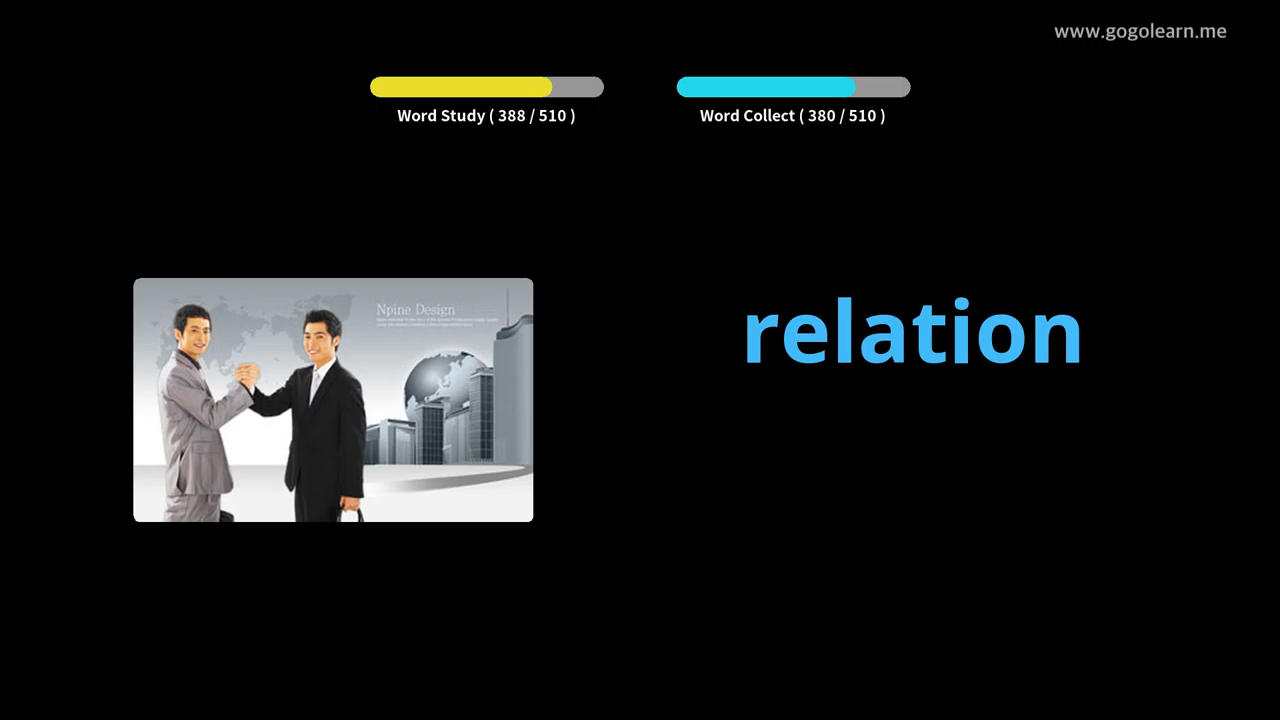 www.gogolearn.me
Word Study ( 388 / 510 )
Word Collect ( 380 / 510 )
Npine Design
relation